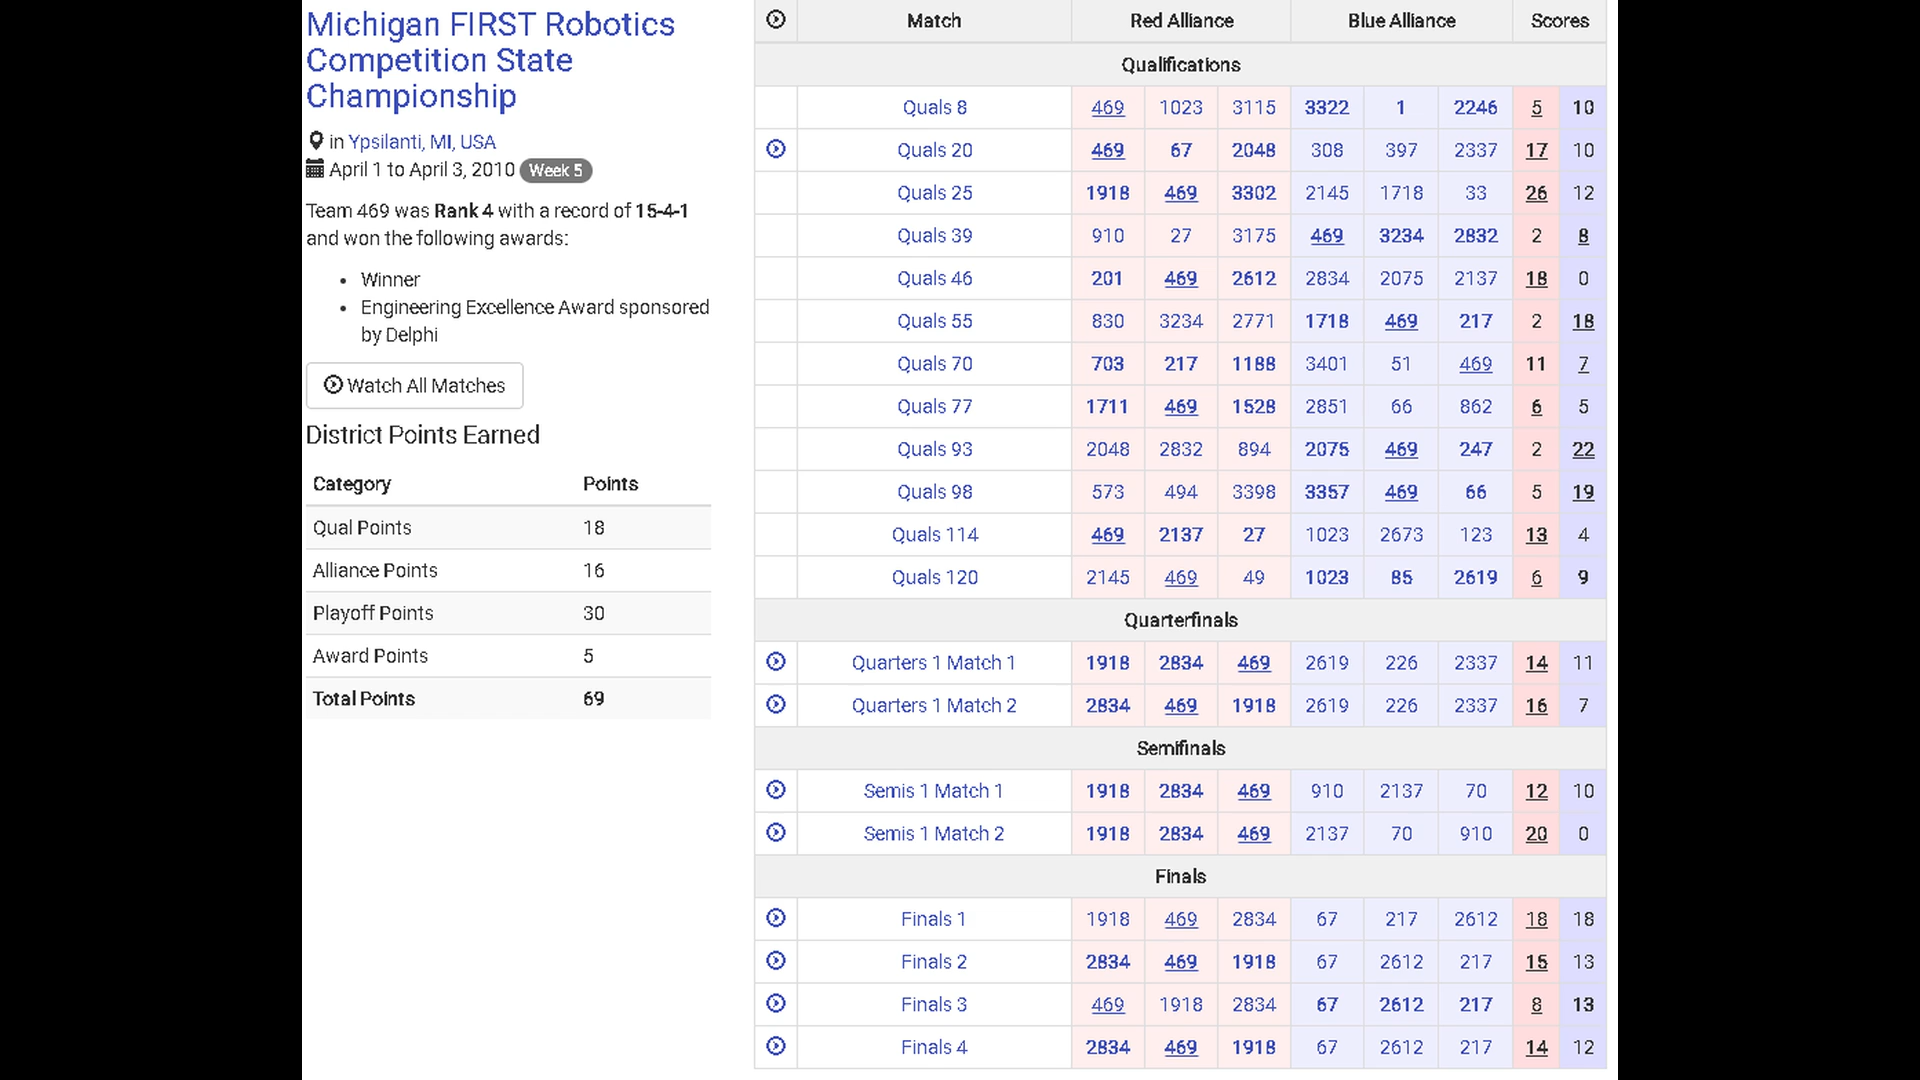 Michigan FIRST Robotics
Competition State
Championship
in Ypsilanti, MI, USA
April 1 to April 3, 2010 Week 5
Team 469 was Rank 4 with a record of 15-4-1
and won the following awards:
• Winner
• Engineering Excellence Award sponsored
by Delphi
Watch All Matches
District Points Earned
Category Points
Qual Points 18
Alliance Points 16
Playoff Points 30
Award Points 5
Total Points 69
Match Red Alliance Blue Alliance Scores
Qualifications
Quals 8 469 1023 3115 3322 1 2246 5 10
Quals 20 469 67 2048 308 397 2337 17 10
Quals 25 1918 469 3302 2145 1718 33 26 12
Quals 39 910 27 3175 469 3234 2832 2 8
Quals 46 201 469 2612 2834 2075 2137 18 0
Quals 55 830 3234 2771 1718 469 217 2 18
Quals 70 703 217 1188 3401 51 469 11 7
Quals 77 1711 469 1528 2851 66 862 6 5
Quals 93 2048 2832 894 2075 469 247 2 22
Quals 98 573 494 3398 3357 469 66 5 19
Quals 114 469 2137 27 1023 2673 123 13 4
Quals 120 2145 469 49 1023 85 2619 6 9
Quarterfinals
Quarters 1 Match 1 1918 2834 469 2619 226 2337 14 11
Quarters 1 Match 2 2834 469 1918 2619 226 2337 16 7
Semifinals
Semis 1 Match 1 1918 2834 469 910 2137 70 12 10
Semis 1 Match 2 1918 2834 469 2137 70 910 20 0
Finals
Finals 1 1918 469 2834 67 217 2612 18 18
Finals 2 2834 469 1918 67 2612 217 15 13
Finals 3 469 1918 2834 67 2612 217 8 13
Finals 4 2834 469 1918 67 2612 217 14 12